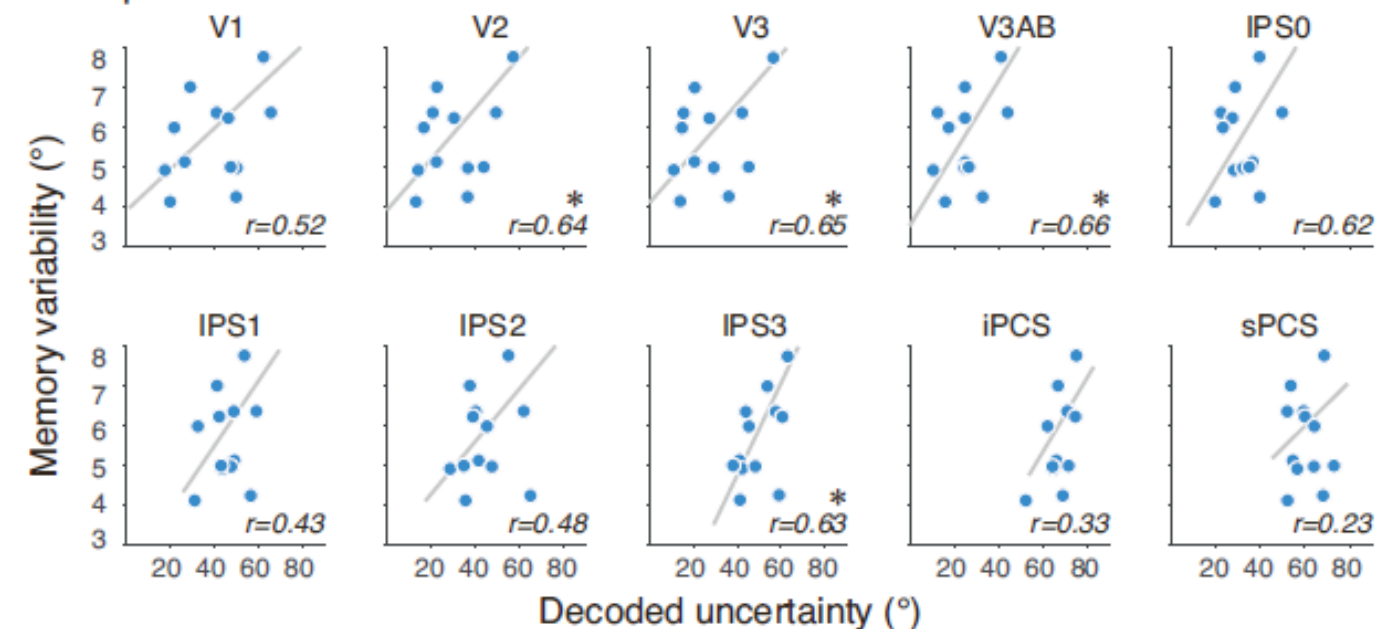 V1 V2 V3 V3AB IPS0
8
7
6
5
4
3
* * *
r=0.52 r=0.64 r=0.65 r=0.66 r=0.62
Memory variability (°)
IPS1 IPS2 IPS3 iPCS sPCS
8
7
6
5
4
3
*
r=0.43 r=0.48 r=0.63 r=0.33 r=0.23
20 40 60 80 20 40 60 80 20 40 60 80 20 40 60 80 20 40 60 80
Decoded uncertainty (°)